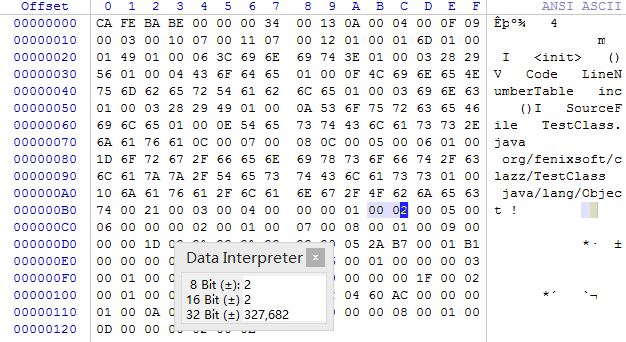 Offset 0 1 2 3 4 5 6 7 8 9 A B C D E F ANSI ASCII
00000000 CA FE BA BE 00 00 00 34 00 13 0A 00 04 00 0F 09 Êþº¾ 4
00000010 00 03 00 10 07 00 11 07 00 12 01 00 01 6D 01 00 m
00000020 01 49 01 00 06 3C 69 6E 69 74 3E 01 00 03 28 29 I <init> ()
00000030 56 01 00 04 43 6F 64 65 01 00 0F 4C 69 6E 65 4E V Code LineN
00000040 75 6D 62 65 72 54 61 62 6C 65 01 00 03 69 6E 63 umberTable inc
00000050 01 00 03 28 29 49 01 00 0A 53 6F 75 72 63 65 46 ()I SourceF
00000060 69 6C 65 01 00 0E 54 65 73 74 43 6C 61 73 73 2E ile TestClass.
00000070 6A 61 76 61 0C 00 07 00 08 0C 00 05 00 06 01 00 java
00000080 1D 6F 72 67 2F 66 65 6E 69 78 73 6F 66 74 2F 63 org/fenixsoft/c
00000090 6C 61 7A 7A 2F 54 65 73 74 43 6C 61 73 73 01 00 lazz/TestClass
000000A0 10 6A 61 76 61 2F 6C 61 6E 67 2F 4F 62 6A 65 63 java/lang/Objec
000000B0 74 00 21 00 03 00 04 00 00 00 01 00 02 00 05 00 t !
000000C0 06 00 00 00 02 00 01 00 07 00 08 00 01 00 09 00
000000D0 00 00 1D 05 2A B7 00 01 B1 *· ±
000000E0 00 00 00 00 01 00 00 00 03
Data Interpreter x
000000F0 00 01 00 00 00 00 1F 00 02
8 Bit (±): 2
00000100 00 01 00 04 60 AC 00 00 00 *´ `¬
16 Bit (±) 2
00000110 01 00 0A 00 00 00 08 00 01 00
32 Bit (±) 327,682
00000120 0D 00 00 00 02 00 0E